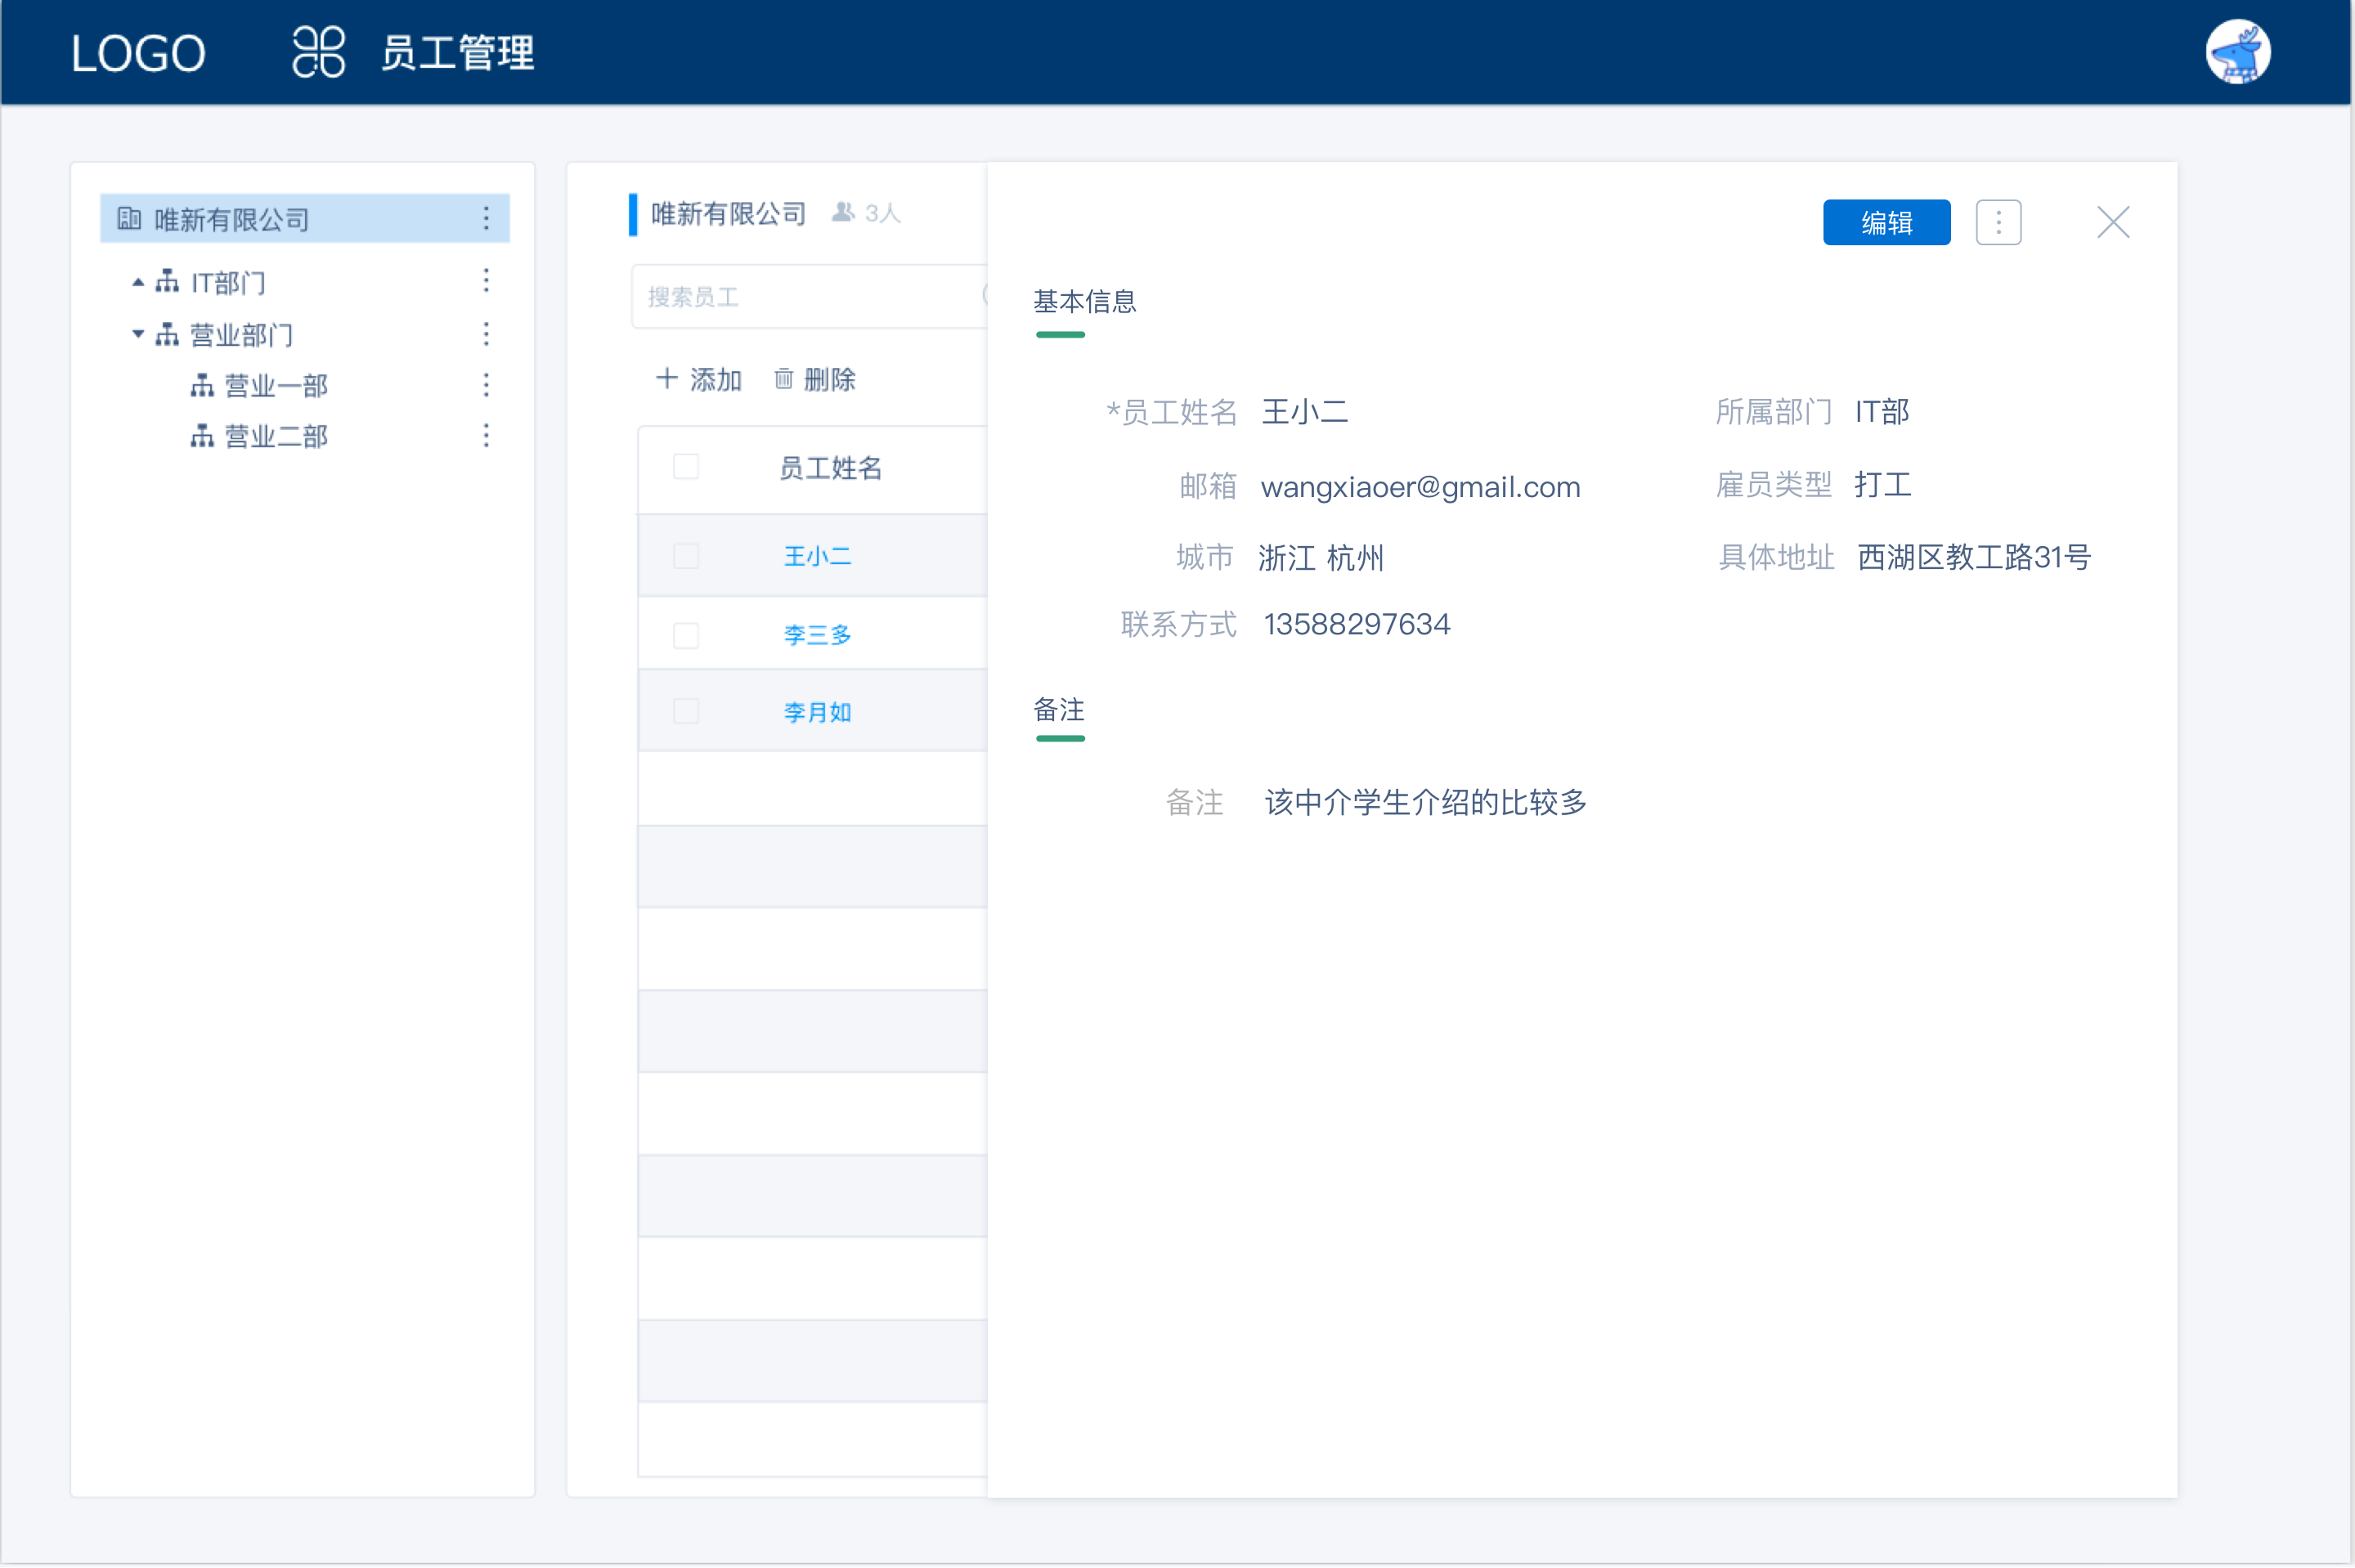 LOGO 员工管理
唯新有限公司
IT部门
营业部门
营业一部
营业二部
唯新有限公司 3人
搜索员工
添加 删除
员工姓名
王小二
李三多
李月如
编辑
基本信息
*员工姓名 王小二 所属部门 IT部
邮箱 wangxiaoer@gmail.com 雇员类型 打工
城市 浙江 杭州 具体地址 西湖区教工路31号
联系方式 13588297634
备注
备注 该中介学生介绍的比较多